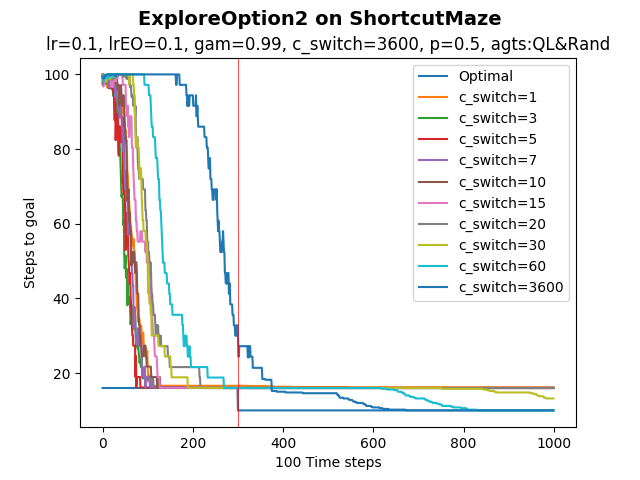 ExploreOption2 on ShortcutMaze
lr=0.1, lrEO=0.1, gam=0.99, c_switch=3600, p=0.5, agts:QL&Rand
Steps to goal
100
80
60
40
20
0
200
400
600
800
1000
100 Time steps
Optimal
c_switch=1
c_switch=3
c_switch=5
c_switch=7
c_switch=10
c_switch=15
c_switch=20
c_switch=30
c_switch=60
c_switch=3600